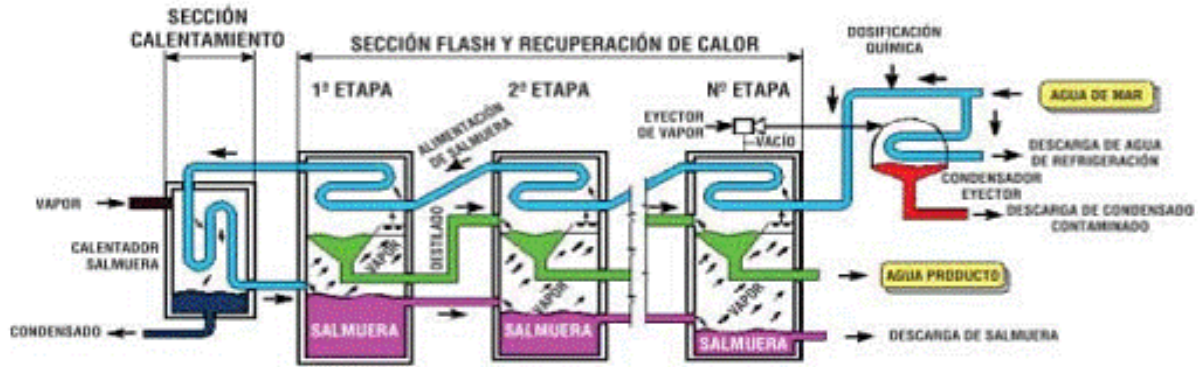 SECCIÓN
CALENTAMIENTO
SECCIÓN FLASH Y RECUPERACIÓN DE CALOR
DOSIFICACIÓN
QUÍMICA
1ª ETAPA
2ª ETAPA
Nª ETAPA
AGUA DE MAR
EYECTOR
DE VAPOR
VACÍO
ALIMENTACIÓN
DE SALMUERA
DESCARGA DE AGUA
DE REFRIGERACIÓN
CONDENSADOR
EYECTOR
VAPOR
DESCARGA DE CONDENSADO
CONTAMINADO
CALENTADOR
SALMUERA
DESTILADO
VAPOR
VAPOR
VAPOR
AGUA PRODUCTO
CONDENSADO
SALMUERA
SALMUERA
SALMUERA
DESCARGA DE SALMUERA